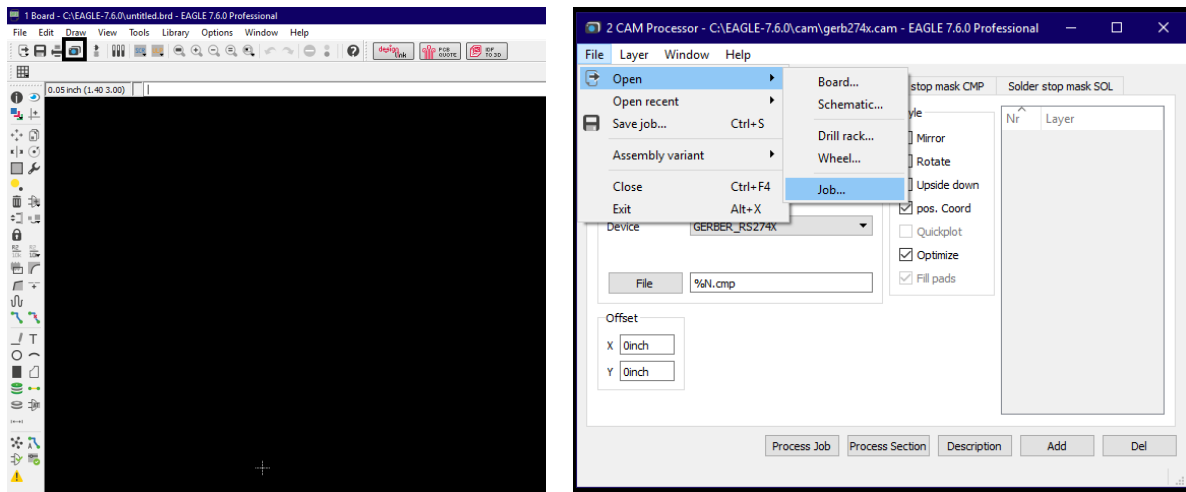 1 Board - C:\EAGLE-7.6.0\untitled.brd - EAGLE 7.6.0 Professional
File Edit Draw View Tools Library Options Window Help
design link
PCB QUOTE
IDF TO 3D
0.05 inch (1.40 3.00)
R2
10k
R2
10k
2 CAM Processor - C:\EAGLE-7.6.0\cam\gerb274x.cam - EAGLE 7.6.0 Professional
File Layer Window Help
Open
Open recent
Save job... Ctrl+S
Assembly variant
Close Ctrl+F4
Exit Alt+X
Board...
Schematic...
Drill rack...
Wheel...
Job...
stop mask CMP
Solder stop mask SOL
yle
Mirror
Rotate
Upside down
pos. Coord
Quickplot
Optimize
Fill pads
Nr Layer
Device GERBER_RS274X
File %N.cmp
Offset
X 0inch
Y 0inch
Process Job Process Section Description Add Del